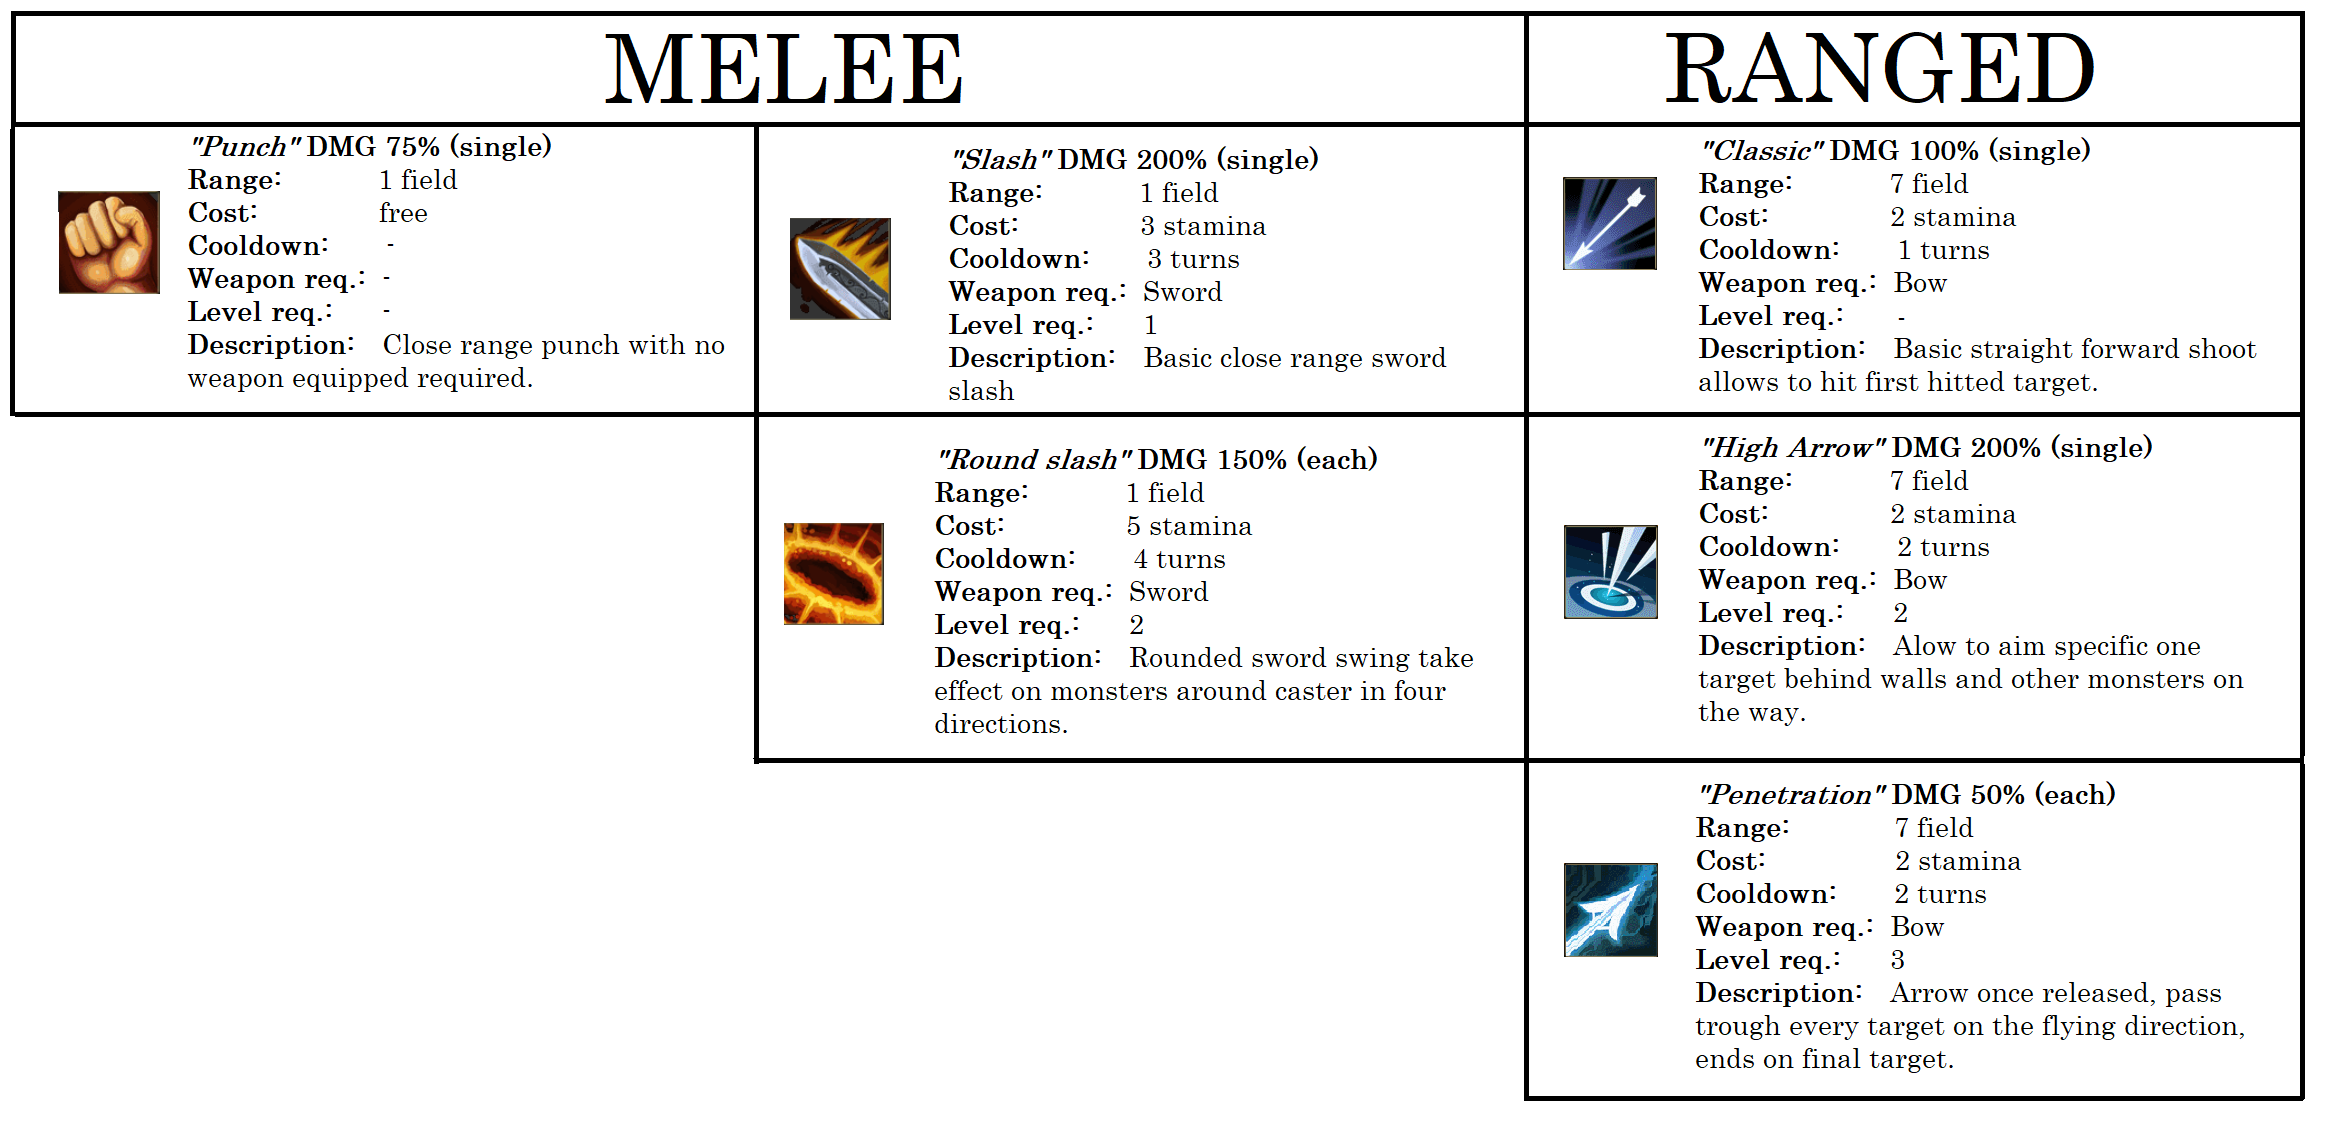 MELEE
RANGED
"Punch" DMG 75% (single)
Range: 1 field
Cost: free
Cooldown: -
Weapon req.: -
Level req.: -
Description: Close range punch with no
weapon equipped required.
"Slash" DMG 200% (single)
Range: 1 field
Cost: 3 stamina
Cooldown: 3 turns
Weapon req.: Sword
Level req.: 1
Description: Basic close range sword
slash
"Classic" DMG 100% (single)
Range: 7 field
Cost: 2 stamina
Cooldown: 1 turns
Weapon req.: Bow
Level req.: -
Description: Basic straight forward shoot
allows to hit first hitted target.
"Round slash" DMG 150% (each)
Range: 1 field
Cost: 5 stamina
Cooldown: 4 turns
Weapon req.: Sword
Level req.: 2
Description: Rounded sword swing take
effect on monsters around caster in four
directions.
"High Arrow" DMG 200% (single)
Range: 7 field
Cost: 2 stamina
Cooldown: 2 turns
Weapon req.: Bow
Level req.: 2
Description: Alow to aim specific one
target behind walls and other monsters on
the way.
"Penetration" DMG 50% (each)
Range: 7 field
Cost: 2 stamina
Cooldown: 2 turns
Weapon req.: Bow
Level req.: 3
Description: Arrow once released, pass
trough every target on the flying direction,
ends on final target.